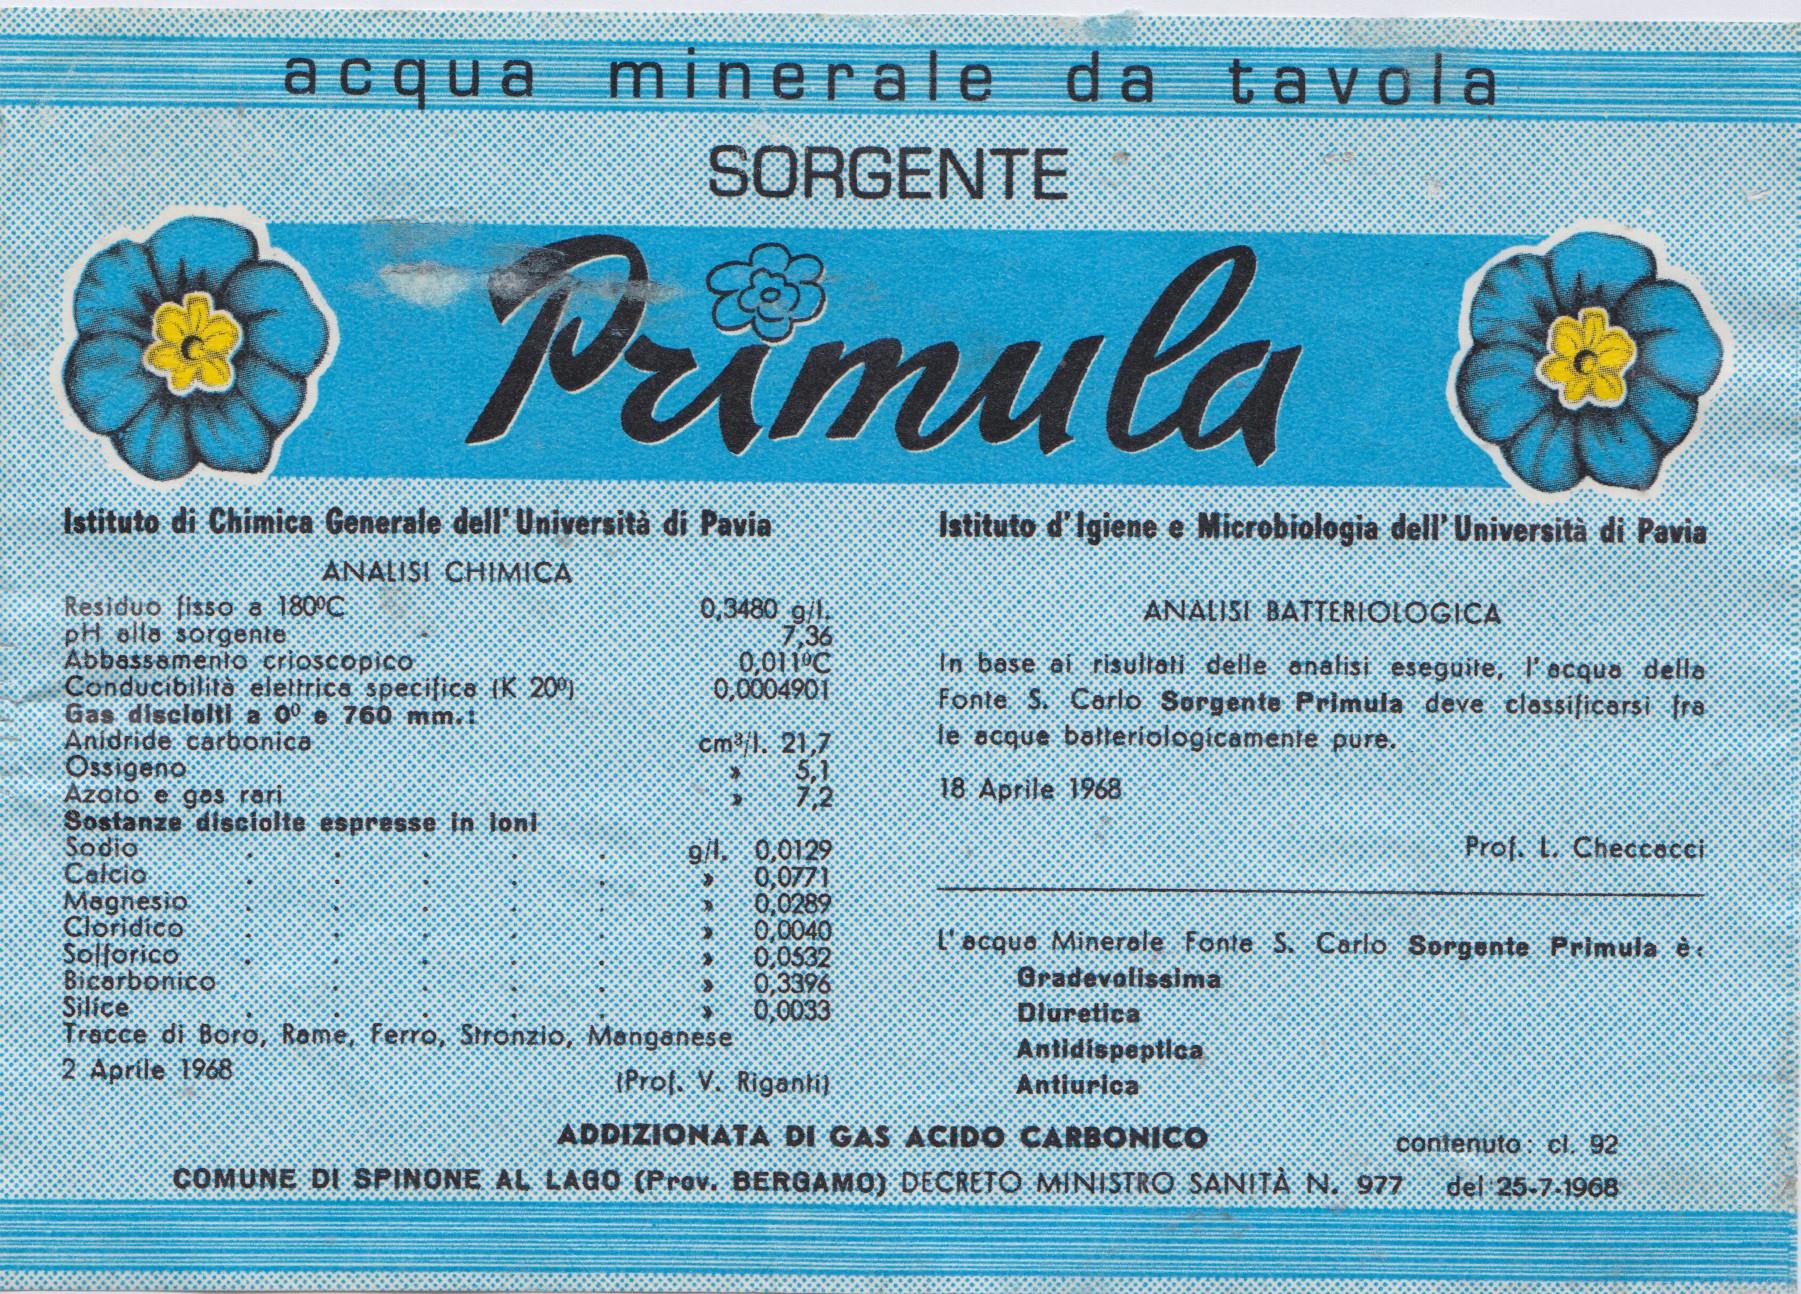 acqua minerale da tavola
SORGENTE
Primula
Istituto di Chimica Generale dell'Università di Pavia
ANALISI CHIMICA
Residuo fisso a 180°C 0,3480 g/l.
pH alla sorgente 7,36
Abbassamento crioscopico 0,011°C
Conducibilità elettrica specifica (K 20°) 0,0004901
Gas disciolti a 0° e 760 mm.:
Anidride carbonica cm³/l. 21,7
Ossigeno » 5,1
Azoto e gas rari » 7,2
Sostanze disciolte espresse in ioni
Sodio . . . . . g/l. 0,0129
Calcio . . . . . » 0,0771
Magnesio . . . . . » 0,0289
Cloridico . . . . . » 0,0040
Solforico . . . . . » 0,0532
Bicarbonico . . . . » 0,3396
Silice . . . . . » 0,0033
Tracce di Boro, Rame, Ferro, Stronzio, Manganese
2 Aprile 1968
(Prof. V. Riganti)
Istituto d'Igiene e Microbiologia dell'Università di Pavia
ANALISI BATTERIOLOGICA
In base ai risultati delle analisi eseguite, l'acqua della
Fonte S. Carlo Sorgente Primula deve classificarsi fra
le acque batteriologicamente pure.
18 Aprile 1968
Prof. L. Checcacci
L'acqua Minerale Fonte S. Carlo Sorgente Primula è:
Gradevolissima
Diuretica
Antidispeptica
Antiurica
ADDIZIONATA DI GAS ACIDO CARBONICO
contenuto: cl. 92
COMUNE DI SPINONE AL LAGO (Prov. BERGAMO) DECRETO MINISTRO SANITÀ N. 977 del 25-7-1968